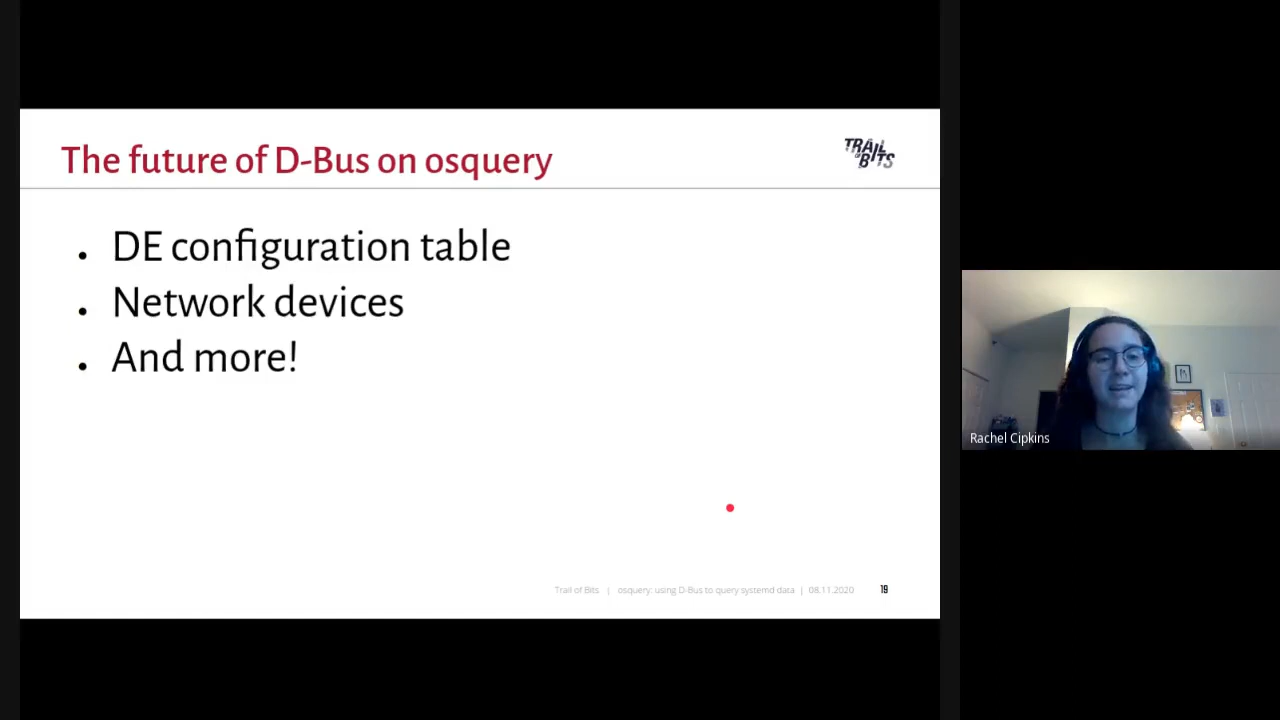 The future of D-Bus on osquery
TRAIL
OF
BITS
• DE configuration table
• Network devices
• And more!
Rachel Cipkins
Trail of Bits | osquery: using D-Bus to query systemd data | 08.11.2020 19